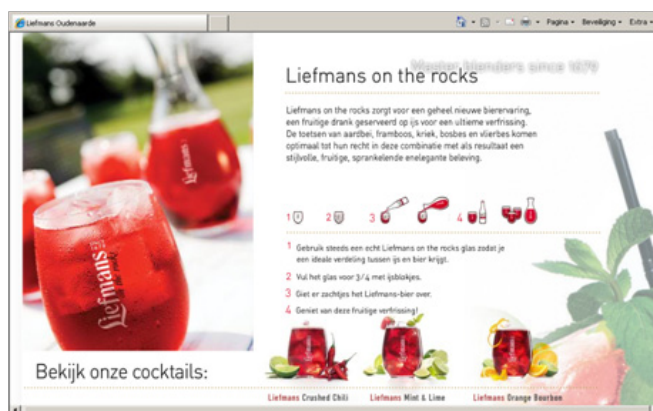 Liefmans Oudenaarde
Pagina
Beveiliging
Extra
Master blenders since 1679
Liefmans on the rocks
Liefmans on the rocks zorgt voor een geheel nieuwe bierervaring,
een fruitige drank geserveerd op ijs voor een ultieme verfrissing.
De toetsen van aardbei, framboos, kriek, bosbes en vlierbes komen
optimaal tot hun recht in deze combinatie met als resultaat een
stijlvolle, fruitige, sprankelende enelegante beleving.
1 2 3 4
1 Gebruik steeds een echt Liefmans on the rocks glas zodat je
een ideale verdeling tussen ijs en bier krijgt.
2 Vul het glas voor 3/4 met ijsblokjes.
3 Giet er zachtjes het Liefmans-bier over.
4 Geniet van deze fruitige verfrissing!
Liefmans
Liefmans
on the rocks
Bekijk onze cocktails:
Liefmans Crushed Chili
Liefmans Mint & Lime
Liefmans Orange Bourbon